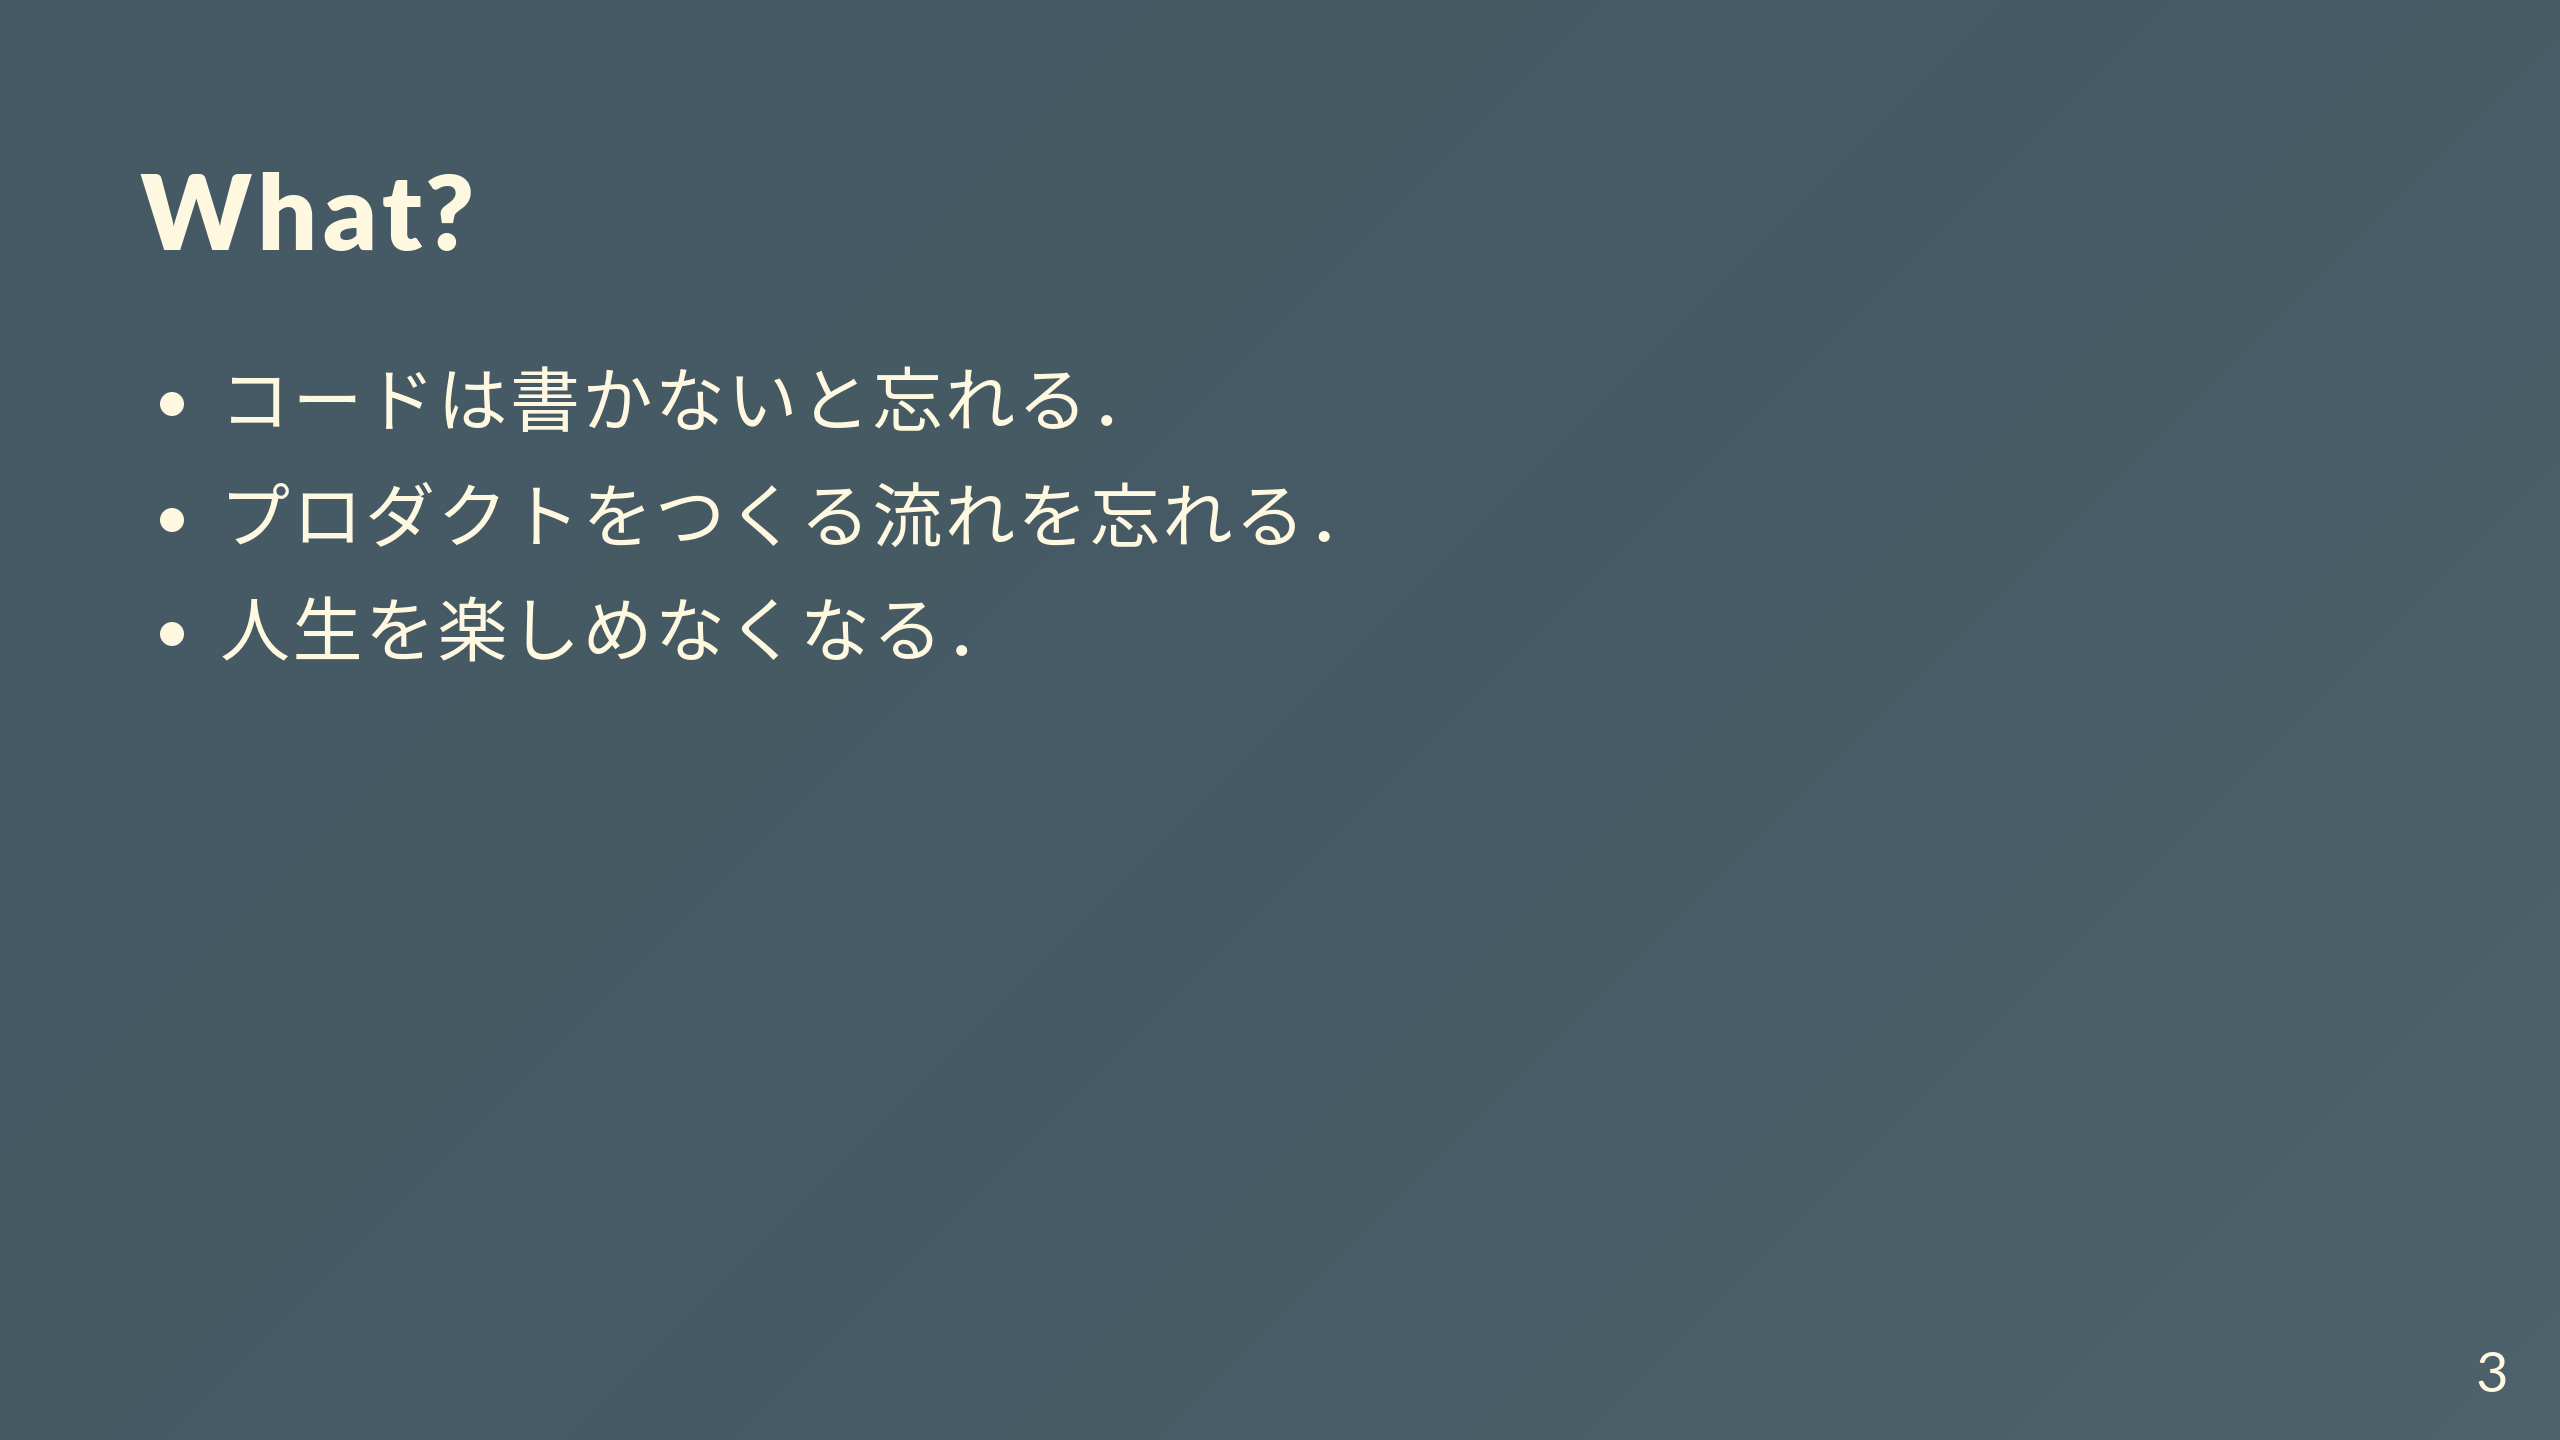 What?
• コードは書かないと忘れる．
• プロダクトをつくる流れを忘れる．
• 人生を楽しめなくなる．
3